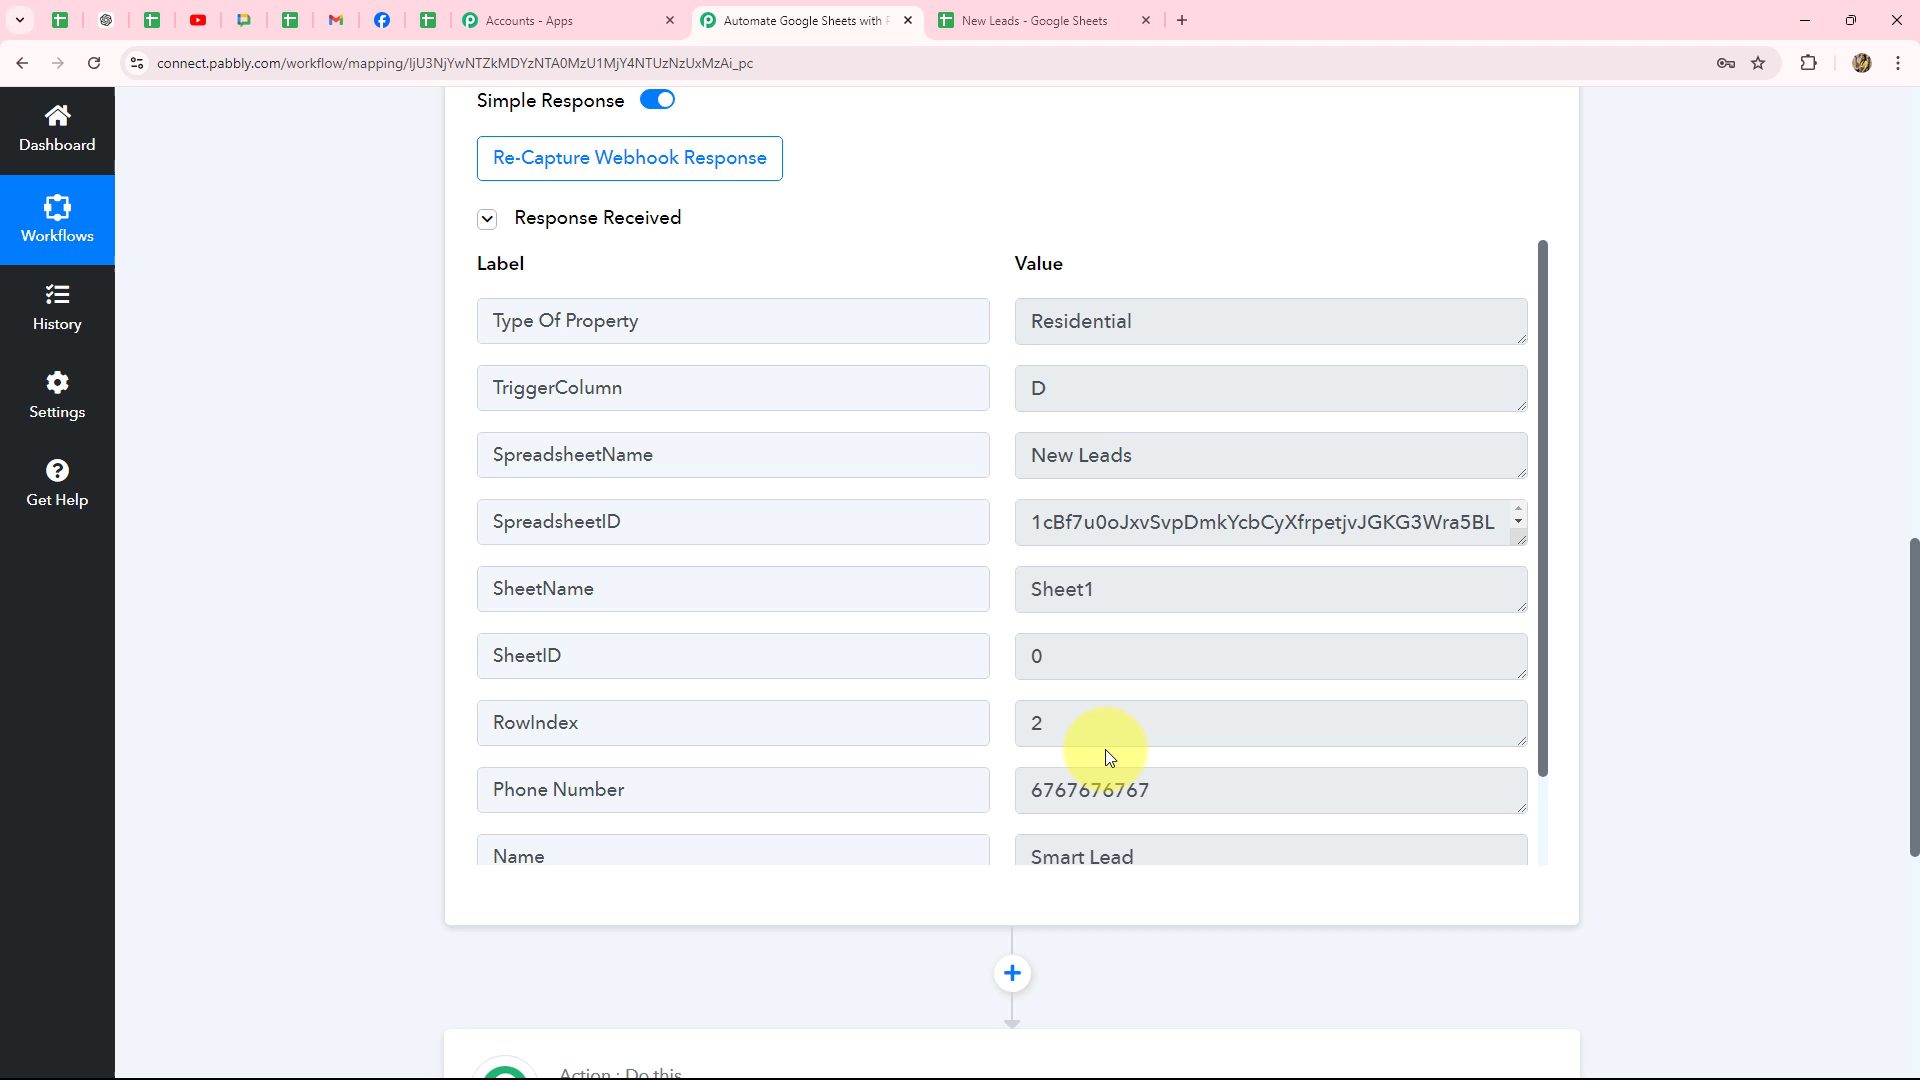 Accounts - Apps
Automate Google Sheets with
New Leads - Google Sheets
connect.pabbly.com/workflow/mapping/IjU3NjYwNTZkMDYzNTA0MzU1MjY4NTUzNzUxMzAi_pc
Dashboard
Workflows
History
Settings
Get Help
Simple Response
Re-Capture Webhook Response
Response Received
Label Value
Type Of Property Residential
TriggerColumn D
SpreadsheetName New Leads
SpreadsheetID 1cBf7u0oJxvSvpDmkYcbCyXfrpetjvJGKG3Wra5BL
SheetName Sheet1
SheetID 0
RowIndex 2
Phone Number 6767676767
Name Smart Lead
Action : Do this